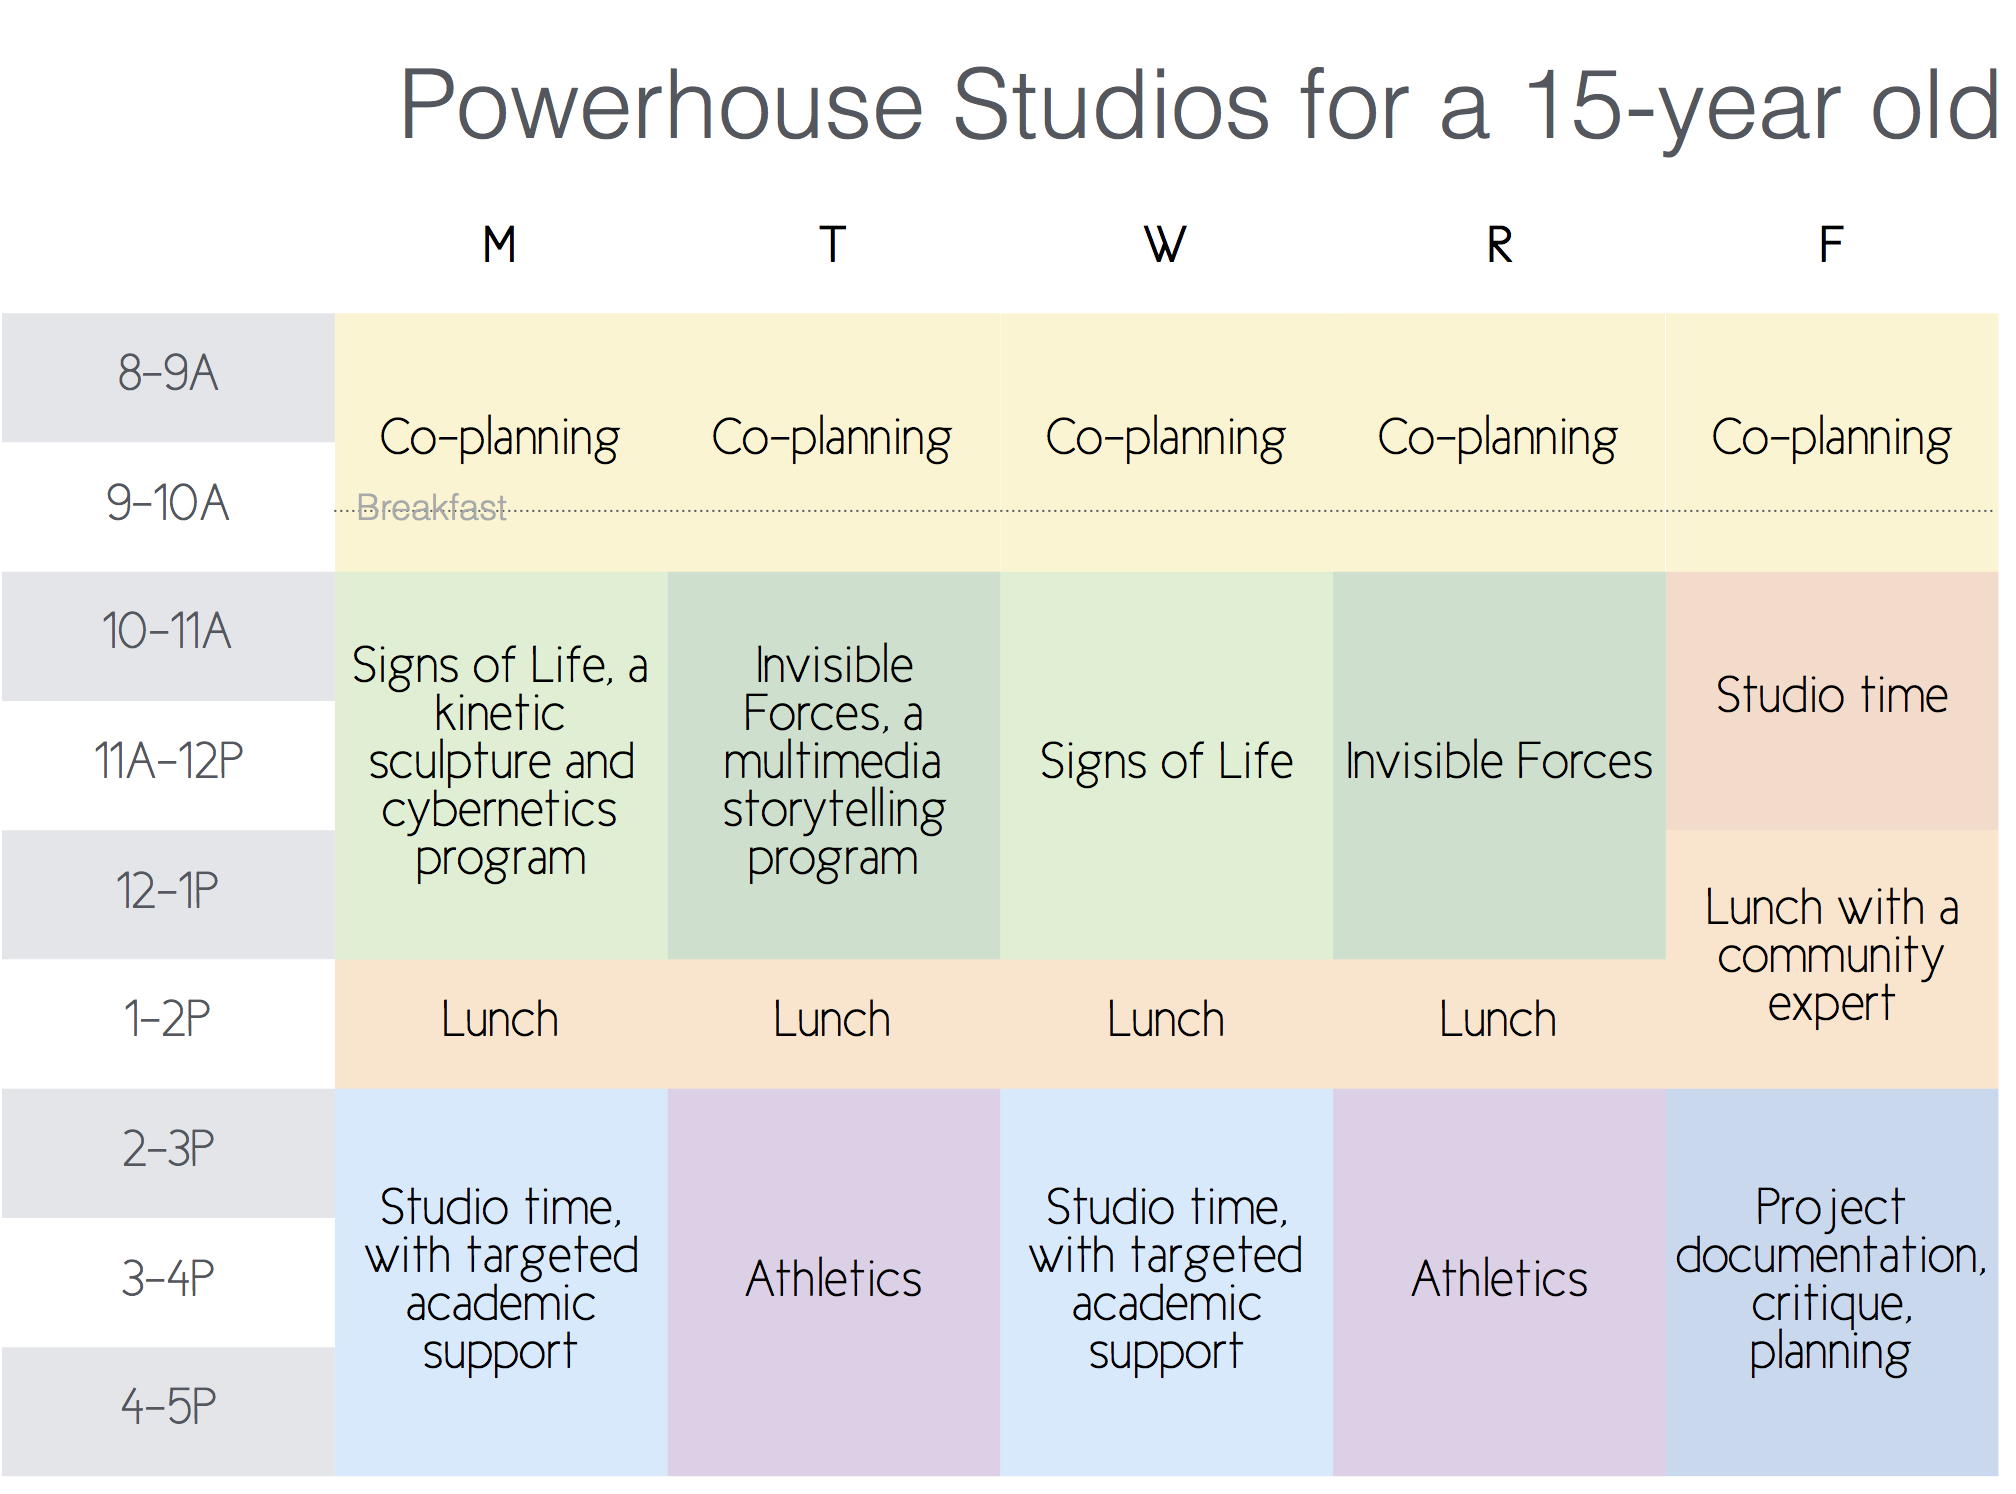 Powerhouse Studios for a 15-year old
M T W R F
8-9A
Co-planning Co-planning Co-planning Co-planning Co-planning
9-10A
Breakfast
10-11A
Signs of Life, a
kinetic
sculpture and
cybernetics
program
Invisible
Forces, a
multimedia
storytelling
program
Signs of Life
Invisible Forces
Studio time
11A-12P
12-1P
Lunch with a
community
expert
1-2P
Lunch Lunch Lunch Lunch
2-3P
Studio time,
with targeted
academic
support
Athletics
Studio time,
with targeted
academic
support
Athletics
Project
documentation,
critique,
planning
3-4P
4-5P